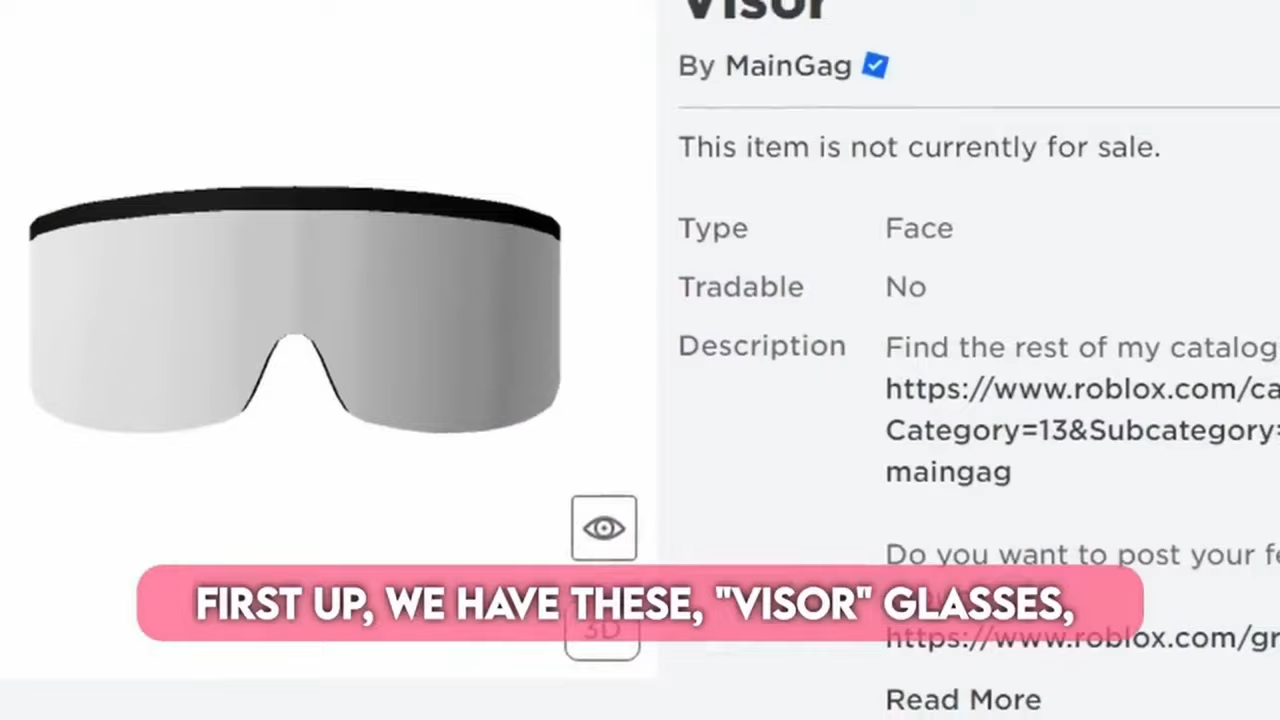 Visor
By MainGag
This item is not currently for sale.
Type Face
Tradable No
Description Find the rest of my catalog
https://www.roblox.com/ca
Category=13&Subcategory=
maingag
Do you want to post your fe
FIRST UP, WE HAVE THESE, "VISOR" GLASSES,
3D
https://www.roblox.com/gr
Read More